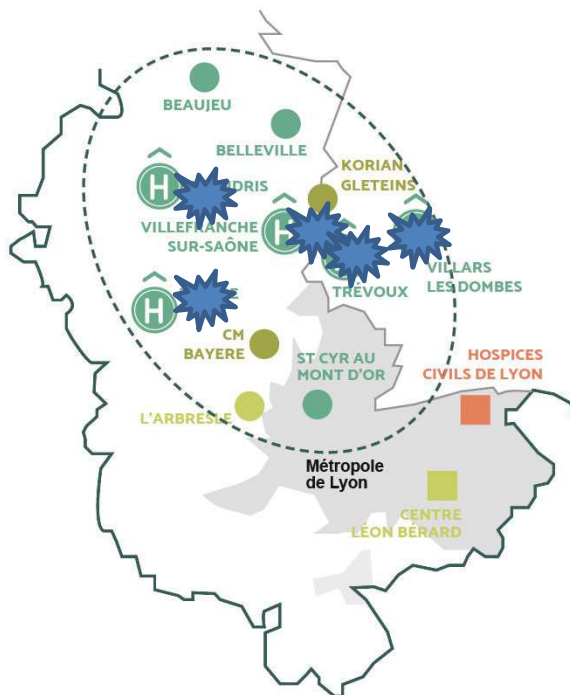 BEAUJEU
BELLEVILLE
KORIAN
GLETEINS
H
H
VILLEFRANCHE
SUR-SAÔNE
VILLARS
LES DOMBES
TRÉVOUX
H
CM
BAYERE
ST CYR AU
MONT D'OR
HOSPICES
CIVILS DE LYON
L'ARBRESLE
Métropole
de Lyon
CENTRE
LÉON BÉRARD